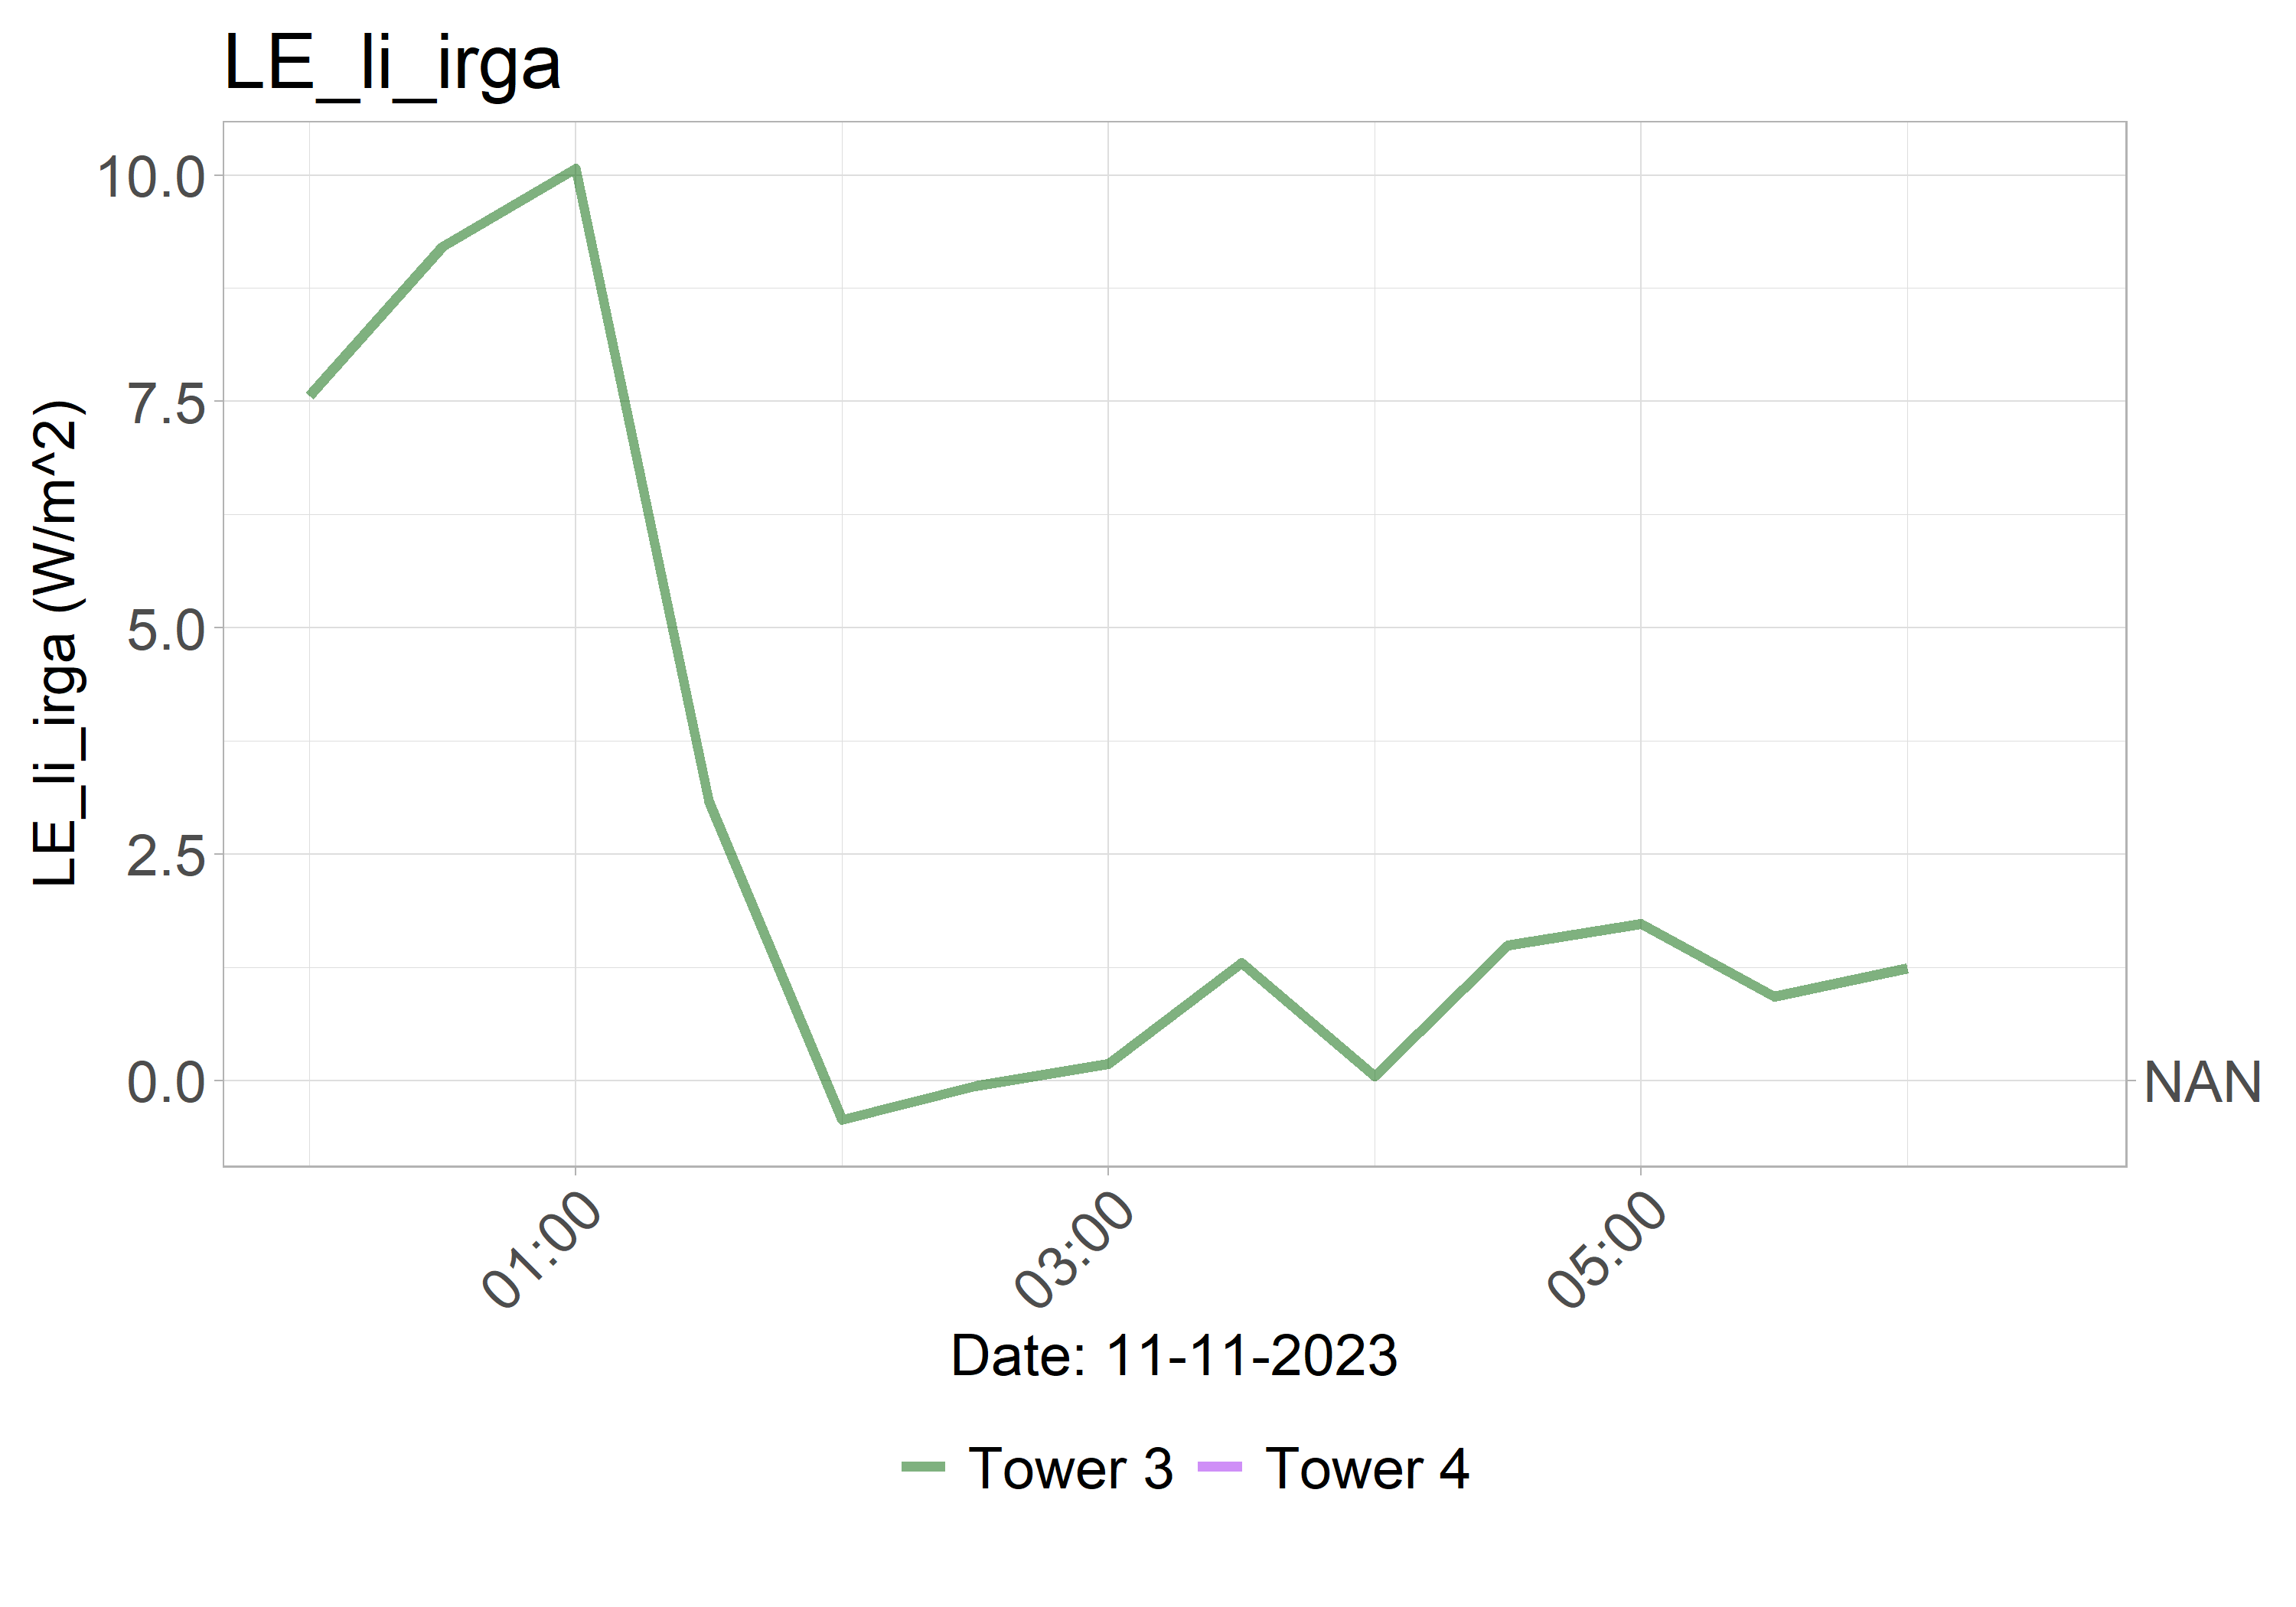 LE_li_irga
LE_li_irga (W/m^2)
10.0
7.5
5.0
2.5
0.0
NAN
01:00
03:00
05:00
Date: 11-11-2023
Tower 3
Tower 4